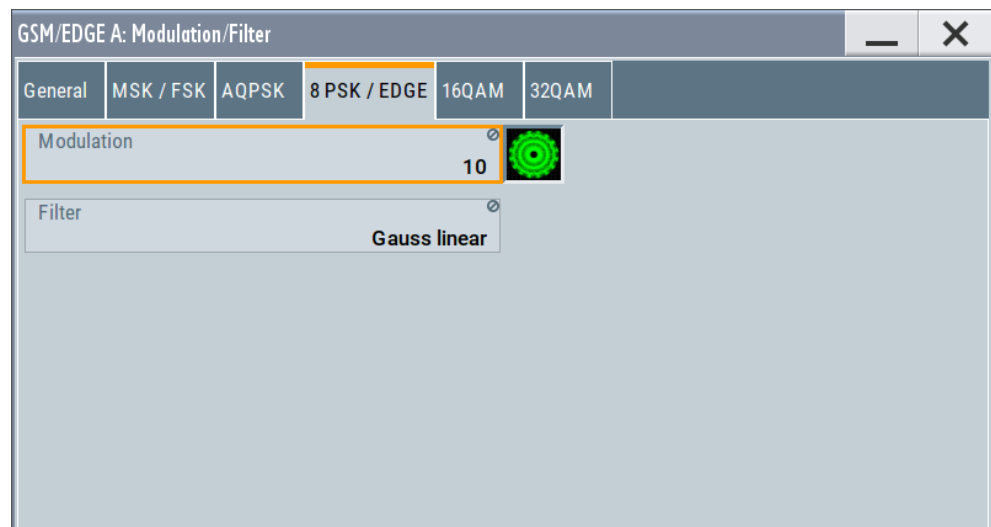 GSM/EDGE A: Modulation/Filter
General MSK / FSK AQPSK 8 PSK / EDGE 16QAM 32QAM
Modulation
10
Filter
Gauss linear